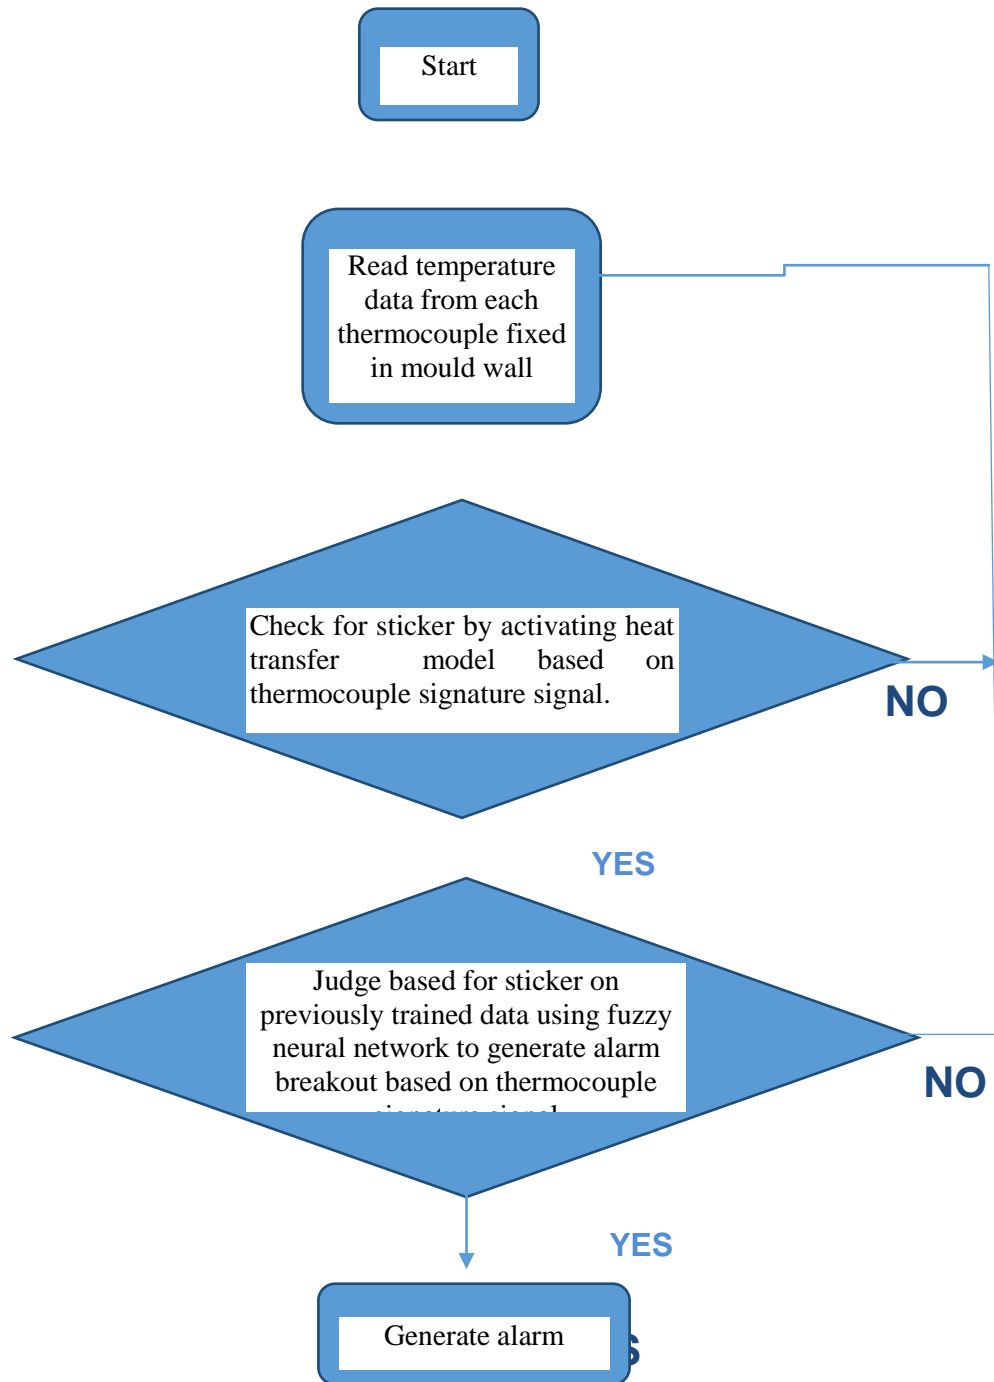 Start
Read temperature
data from each
thermocouple fixed
in mould wall
Check for sticker by activating heat
transfer model based on
thermocouple signature signal.
NO
YES
Judge based for sticker on
previously trained data using fuzzy
neural network to generate alarm
breakout based on thermocouple
NO
YES
Generate alarm
S